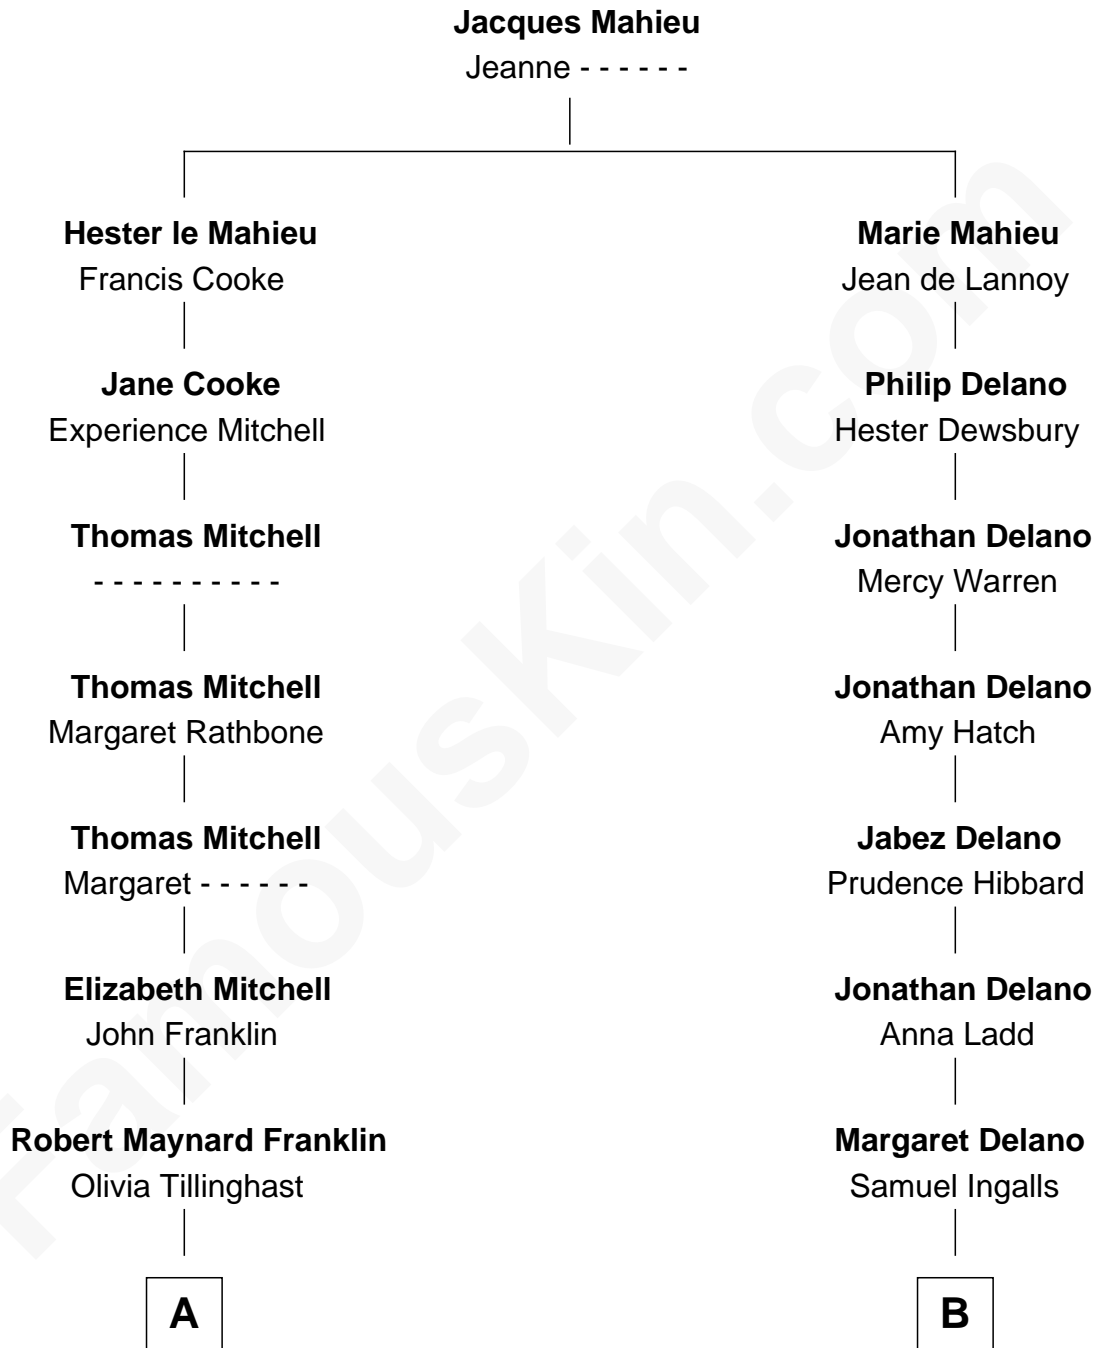 Jacques Mahieu
Jeanne - - - - - -
Hester le Mahieu
Francis Cooke
Marie Mahieu
Jean de Lannoy
Jane Cooke
Experience Mitchell
Philip Delano
Hester Dewsbury
Thomas Mitchell
- - - - - - - - - -
Jonathan Delano
Mercy Warren
Thomas Mitchell
Margaret Rathbone
Jonathan Delano
Amy Hatch
Thomas Mitchell
Margaret - - - - - -
Jabez Delano
Prudence Hibbard
Elizabeth Mitchell
John Franklin
Jonathan Delano
Anna Ladd
Robert Maynard Franklin
Olivia Tillinghast
Margaret Delano
Samuel Ingalls
A
B
FamousKin.com